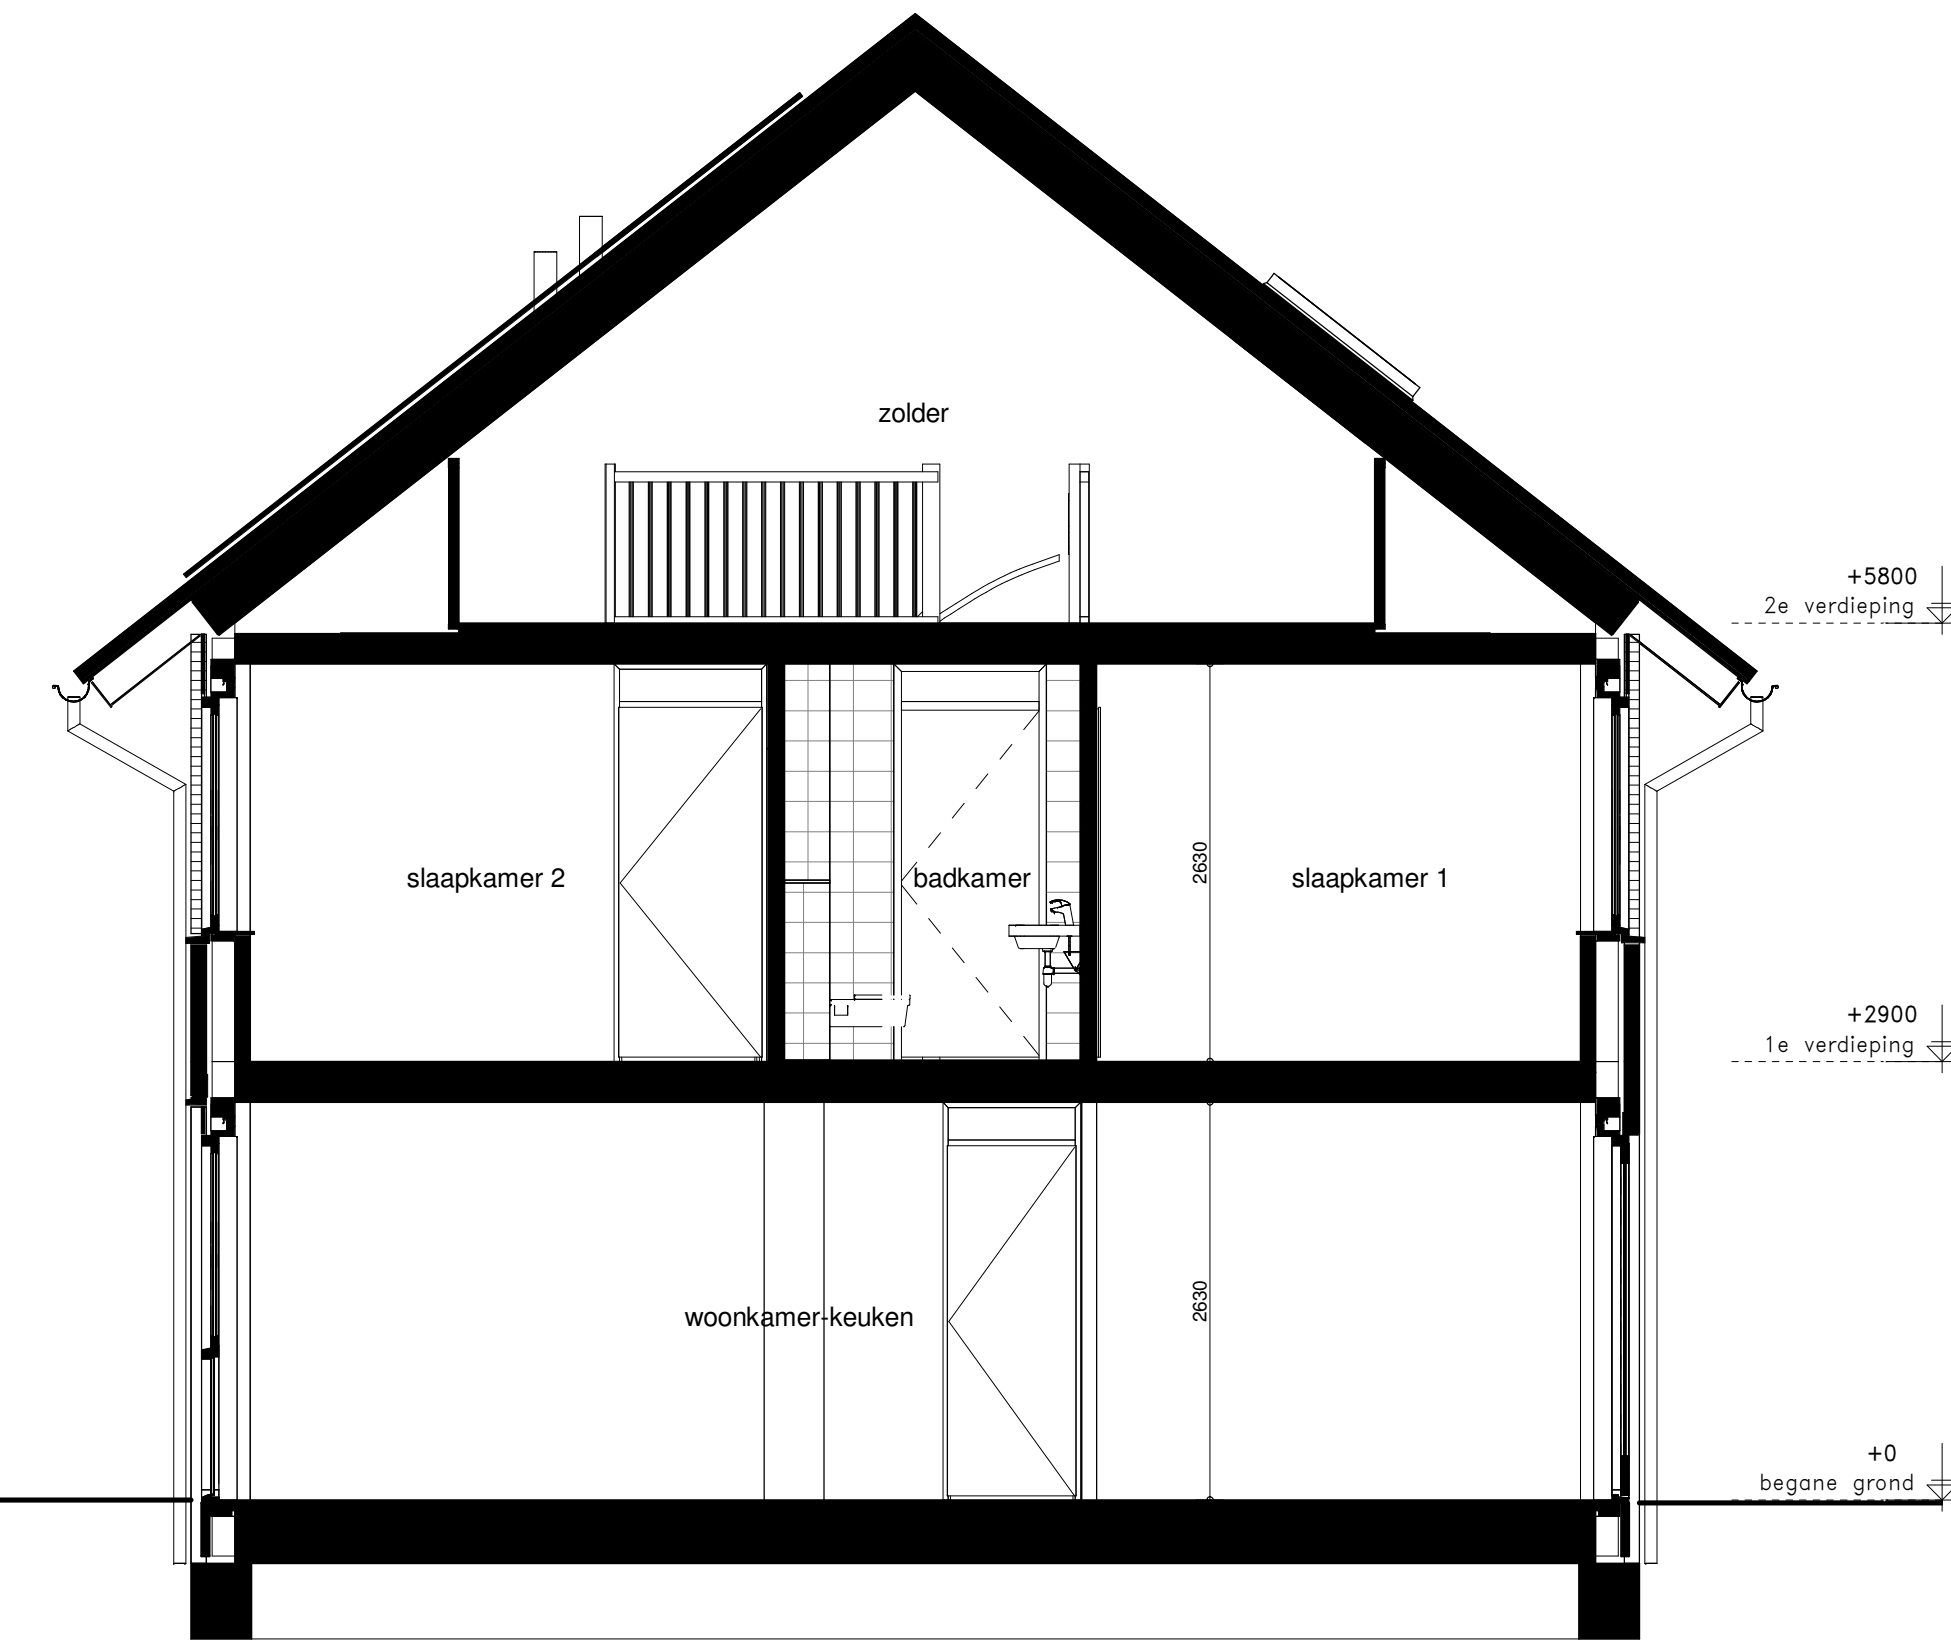 zolder
+5800
2e verdieping
slaapkamer 2
badkamer
2630
slaapkamer 1
+2900
1e verdieping
woonkamer-keuken
2630
+0
begane grond